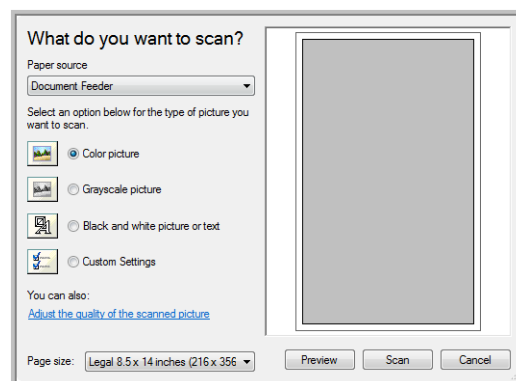 What do you want to scan?
Paper source
Document Feeder
Select an option below for the type of picture you
want to scan.
Color picture
Grayscale picture
Black and white picture or text
Custom Settings
You can also:
Adjust the quality of the scanned picture
Page size: Legal 8.5 x 14 inches (216 x 356
Preview Scan Cancel